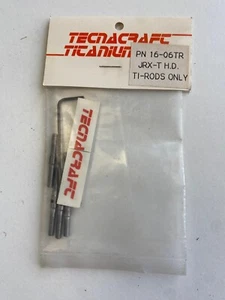 TECNACRAFT
TITANIUM
PN 16-06TR
JRX-T H.D.
TI-RODS ONLY
TECNACRAFT